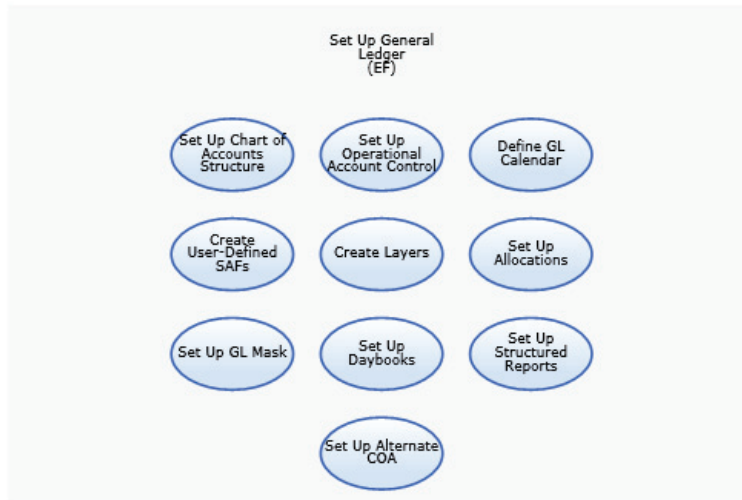 Set Up General
Ledger
(EF)
Set Up Chart of
Accounts
Structure
Set Up
Operational
Account Control
Define GL
Calendar
Create
User-Defined
SAFs
Create Layers
Set Up
Allocations
Set Up GL Mask
Set Up
Daybooks
Set Up
Structured
Reports
Set Up Alternate
COA